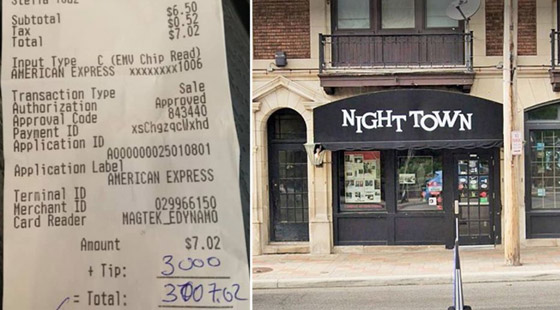 Stella 16oz
$6.50
Subtotal $0.52
Tax $7.02
Total
Input Type C (EMV Chip Read)
AMERICAN EXPRESS xxxxxxxx1006
Transaction Type Sale
Authorization Approved
Approval Code 843440
Payment ID xsChgzqcUxhd
Application ID
A000000025010801
Application Label
AMERICAN EXPRESS
Terminal ID
Merchant ID 029966150
Card Reader MAGTEK_EDYNAMO
Amount $7.02
+ Tip: 3000
= Total: 3007.02
NIGHT TOWN